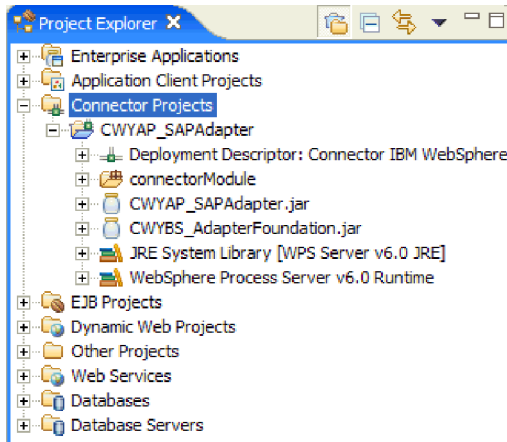 Project Explorer
Enterprise Applications
Application Client Projects
Connector Projects
CWYAP_SAPAdapter
Deployment Descriptor: Connector IBM WebSphere
connectorModule
CWYAP_SAPAdapter.jar
CWYBS_AdapterFoundation.jar
JRE System Library [WPS Server v6.0 JRE]
WebSphere Process Server v6.0 Runtime
EJB Projects
Dynamic Web Projects
Other Projects
Web Services
Databases
Database Servers